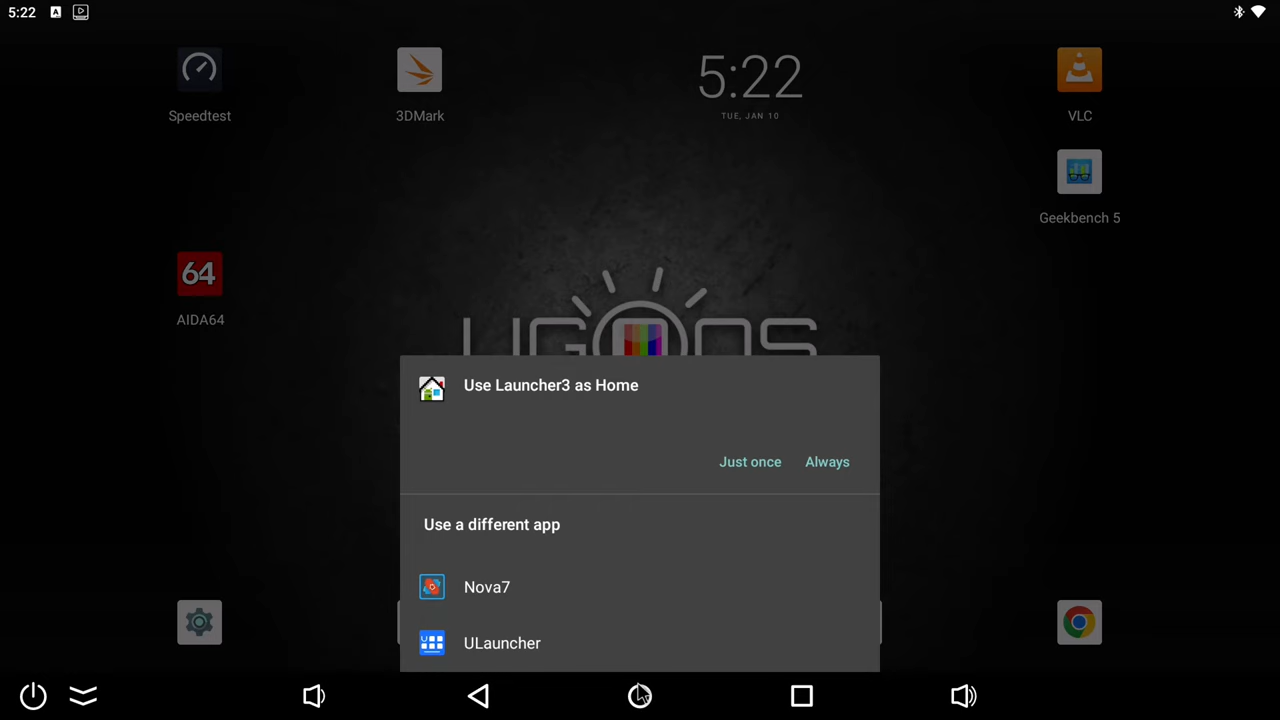 5:22
A
Speedtest
3DMark
5:22
TUE, JAN 10
VLC
Geekbench 5
64
AIDA64
UGOOS
Use Launcher3 as Home
Just once
Always
Use a different app
Nova7
ULauncher